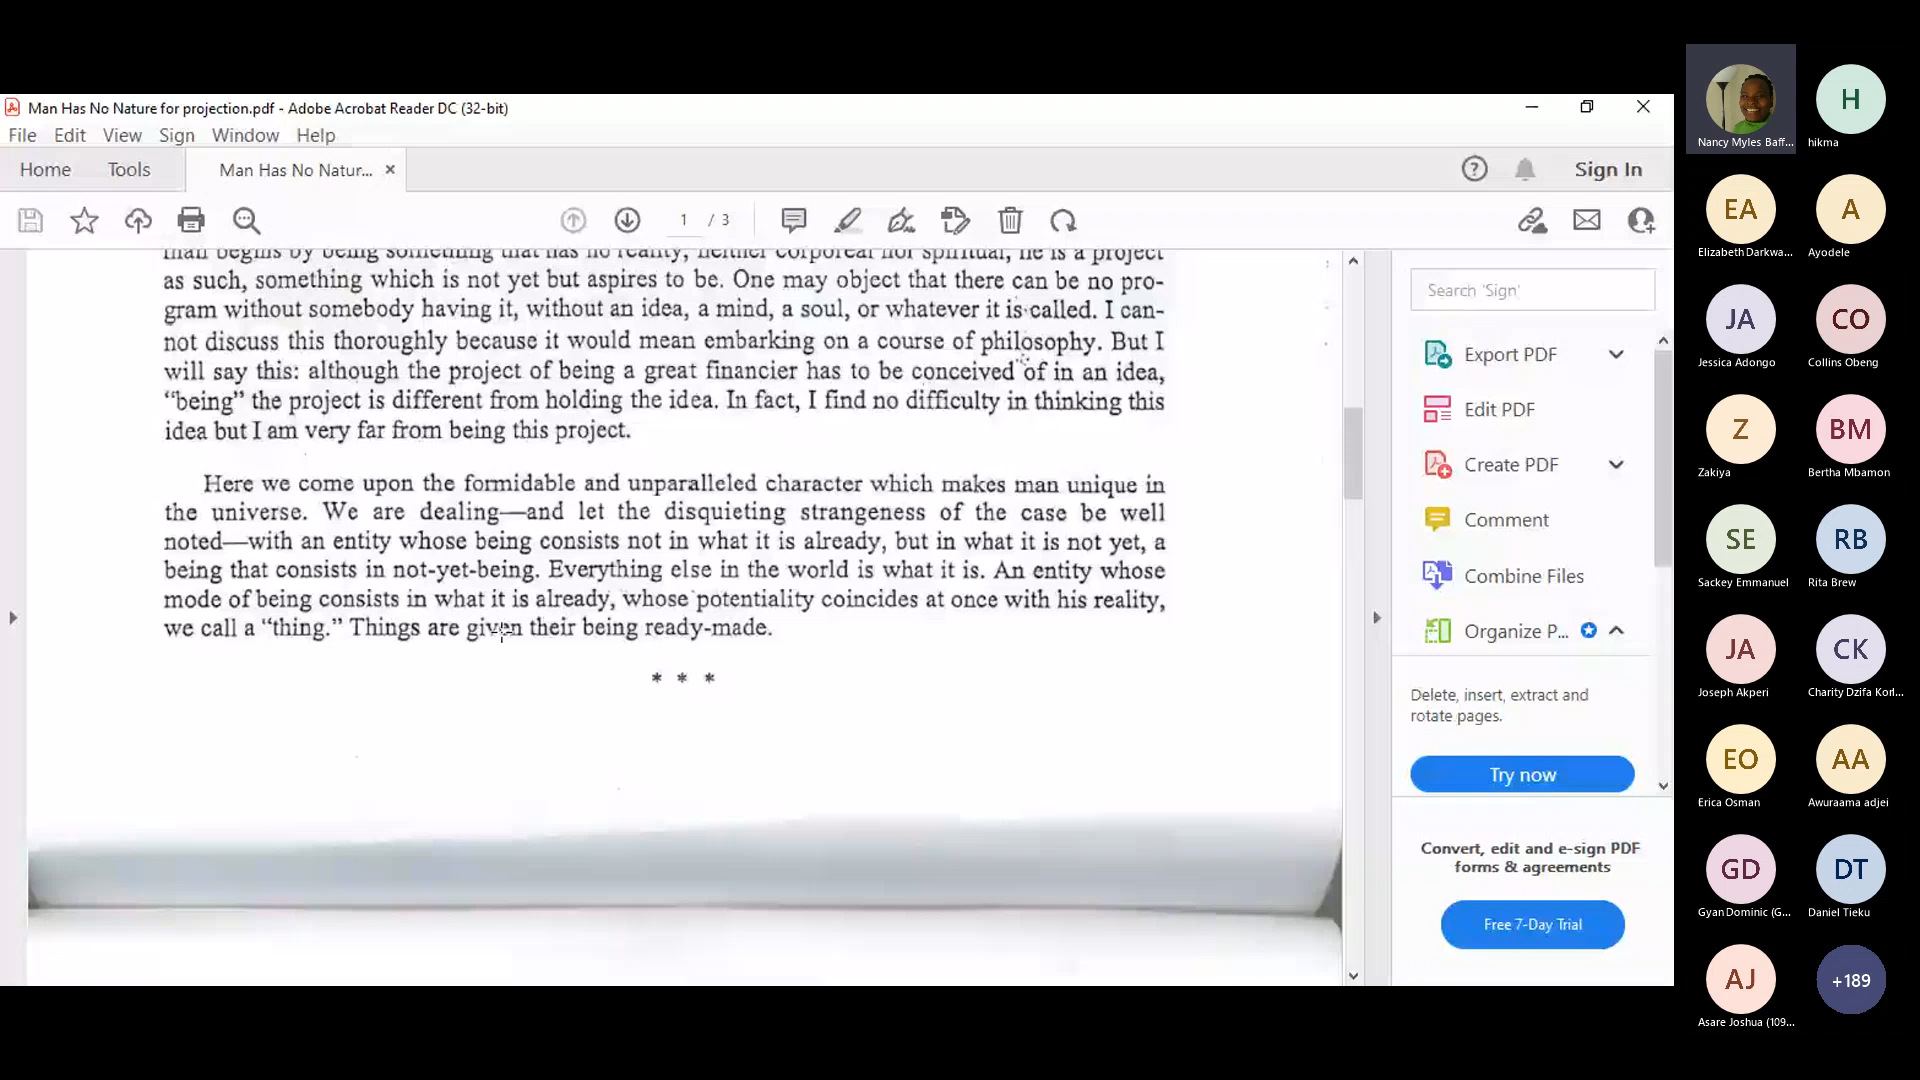 Man Has No Nature for projection.pdf - Adobe Acrobat Reader DC (32-bit)
File Edit View Sign Window Help
Home Tools Man Has No Natur... × Sign In
1 / 3
man begins by being something that has no reality, neither corporeal nor spiritual; he is a project
as such, something which is not yet but aspires to be. One may object that there can be no pro-
gram without somebody having it, without an idea, a mind, a soul, or whatever it is called. I can-
not discuss this thoroughly because it would mean embarking on a course of philosophy. But I
will say this: although the project of being a great financier has to be conceived of in an idea,
“being” the project is different from holding the idea. In fact, I find no difficulty in thinking this
idea but I am very far from being this project.
Here we come upon the formidable and unparalleled character which makes man unique in
the universe. We are dealing—and let the disquieting strangeness of the case be well
noted—with an entity whose being consists not in what it is already, but in what it is not yet, a
being that consists in not-yet-being. Everything else in the world is what it is. An entity whose
mode of being consists in what it is already, whose potentiality coincides at once with his reality,
we call a “thing.” Things are given their being ready-made.
* * *
Search 'Sign'
Export PDF
Edit PDF
Create PDF
Comment
Combine Files
Organize P...
Delete, insert, extract and
rotate pages.
Try now
Convert, edit and e-sign PDF
forms & agreements
Free 7-Day Trial
Nancy Myles Baff...
H
hikma
EA
Elizabeth Darkwa...
A
Ayodele
JA
Jessica Adongo
CO
Collins Obeng
Z
Zakiya
BM
Bertha Mbamon
SE
Sackey Emmanuel
RB
Rita Brew
JA
Joseph Akperi
CK
Charity Dzifa Korl...
EO
Erica Osman
AA
Awuraama adjei
GD
Gyan Dominic (G...
DT
Daniel Tieku
AJ
Asare Joshua (109...
+189